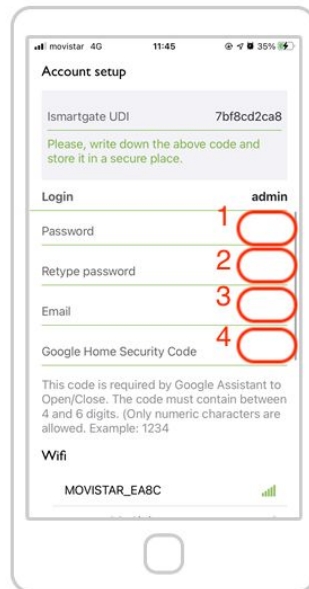 movistar 4G 11:45 35%
Account setup
Ismartgate UDI 7bf8cd2ca8
Please, write down the above code and
store it in a secure place.
Login admin
Password 1
Retype password 2
Email 3
Google Home Security Code 4
This code is required by Google Assistant to
Open/Close. The code must contain between
4 and 6 digits. (Only numeric characters are
allowed. Example: 1234
Wifi
MOVISTAR_EA8C